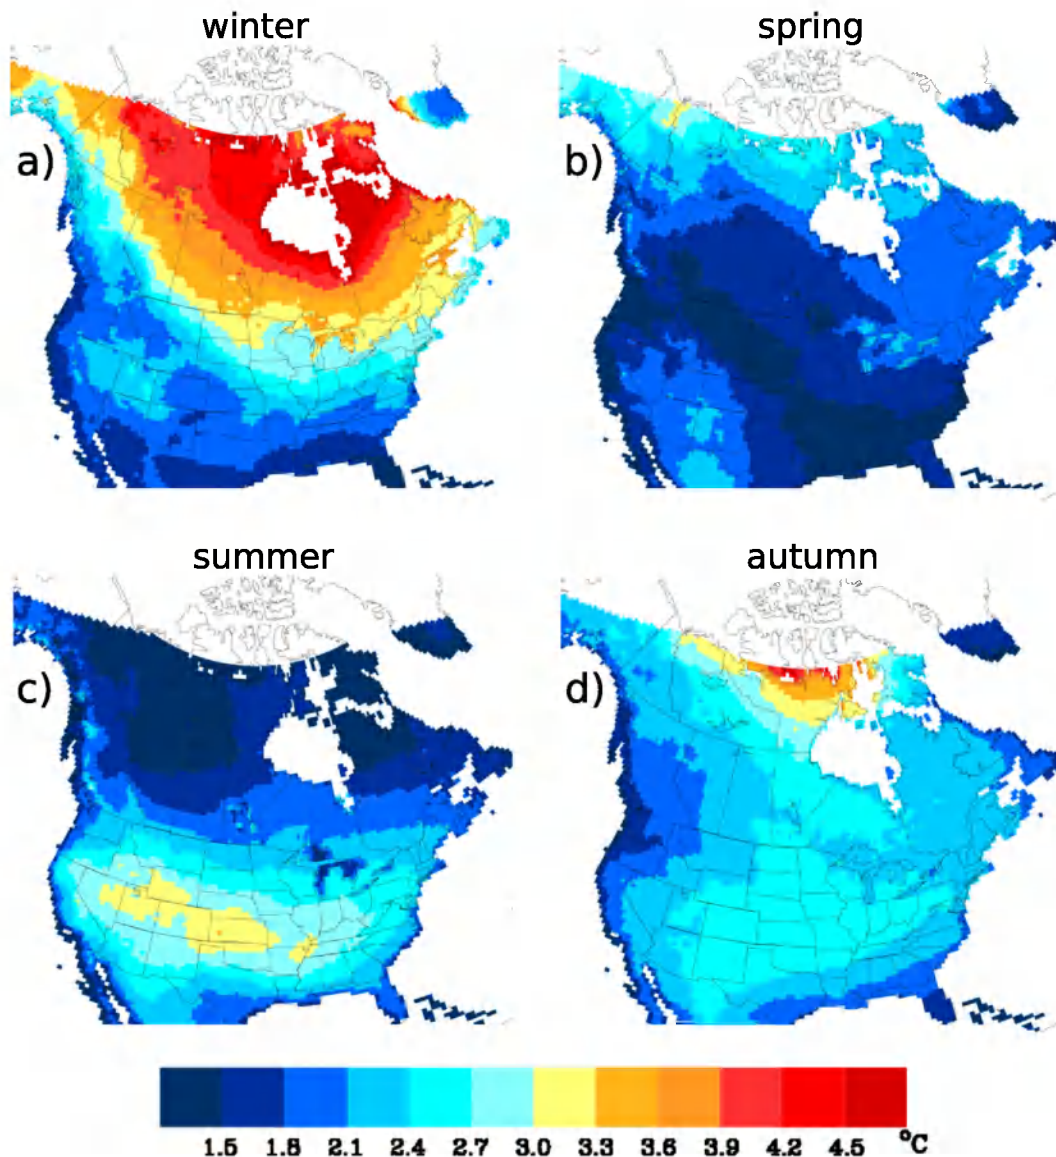 winter
spring
a)
b)
summer
autumn
c)
d)
1.5 1.8 2.1 2.4 2.7 3.0 3.3 3.6 3.9 4.2 4.5 °C